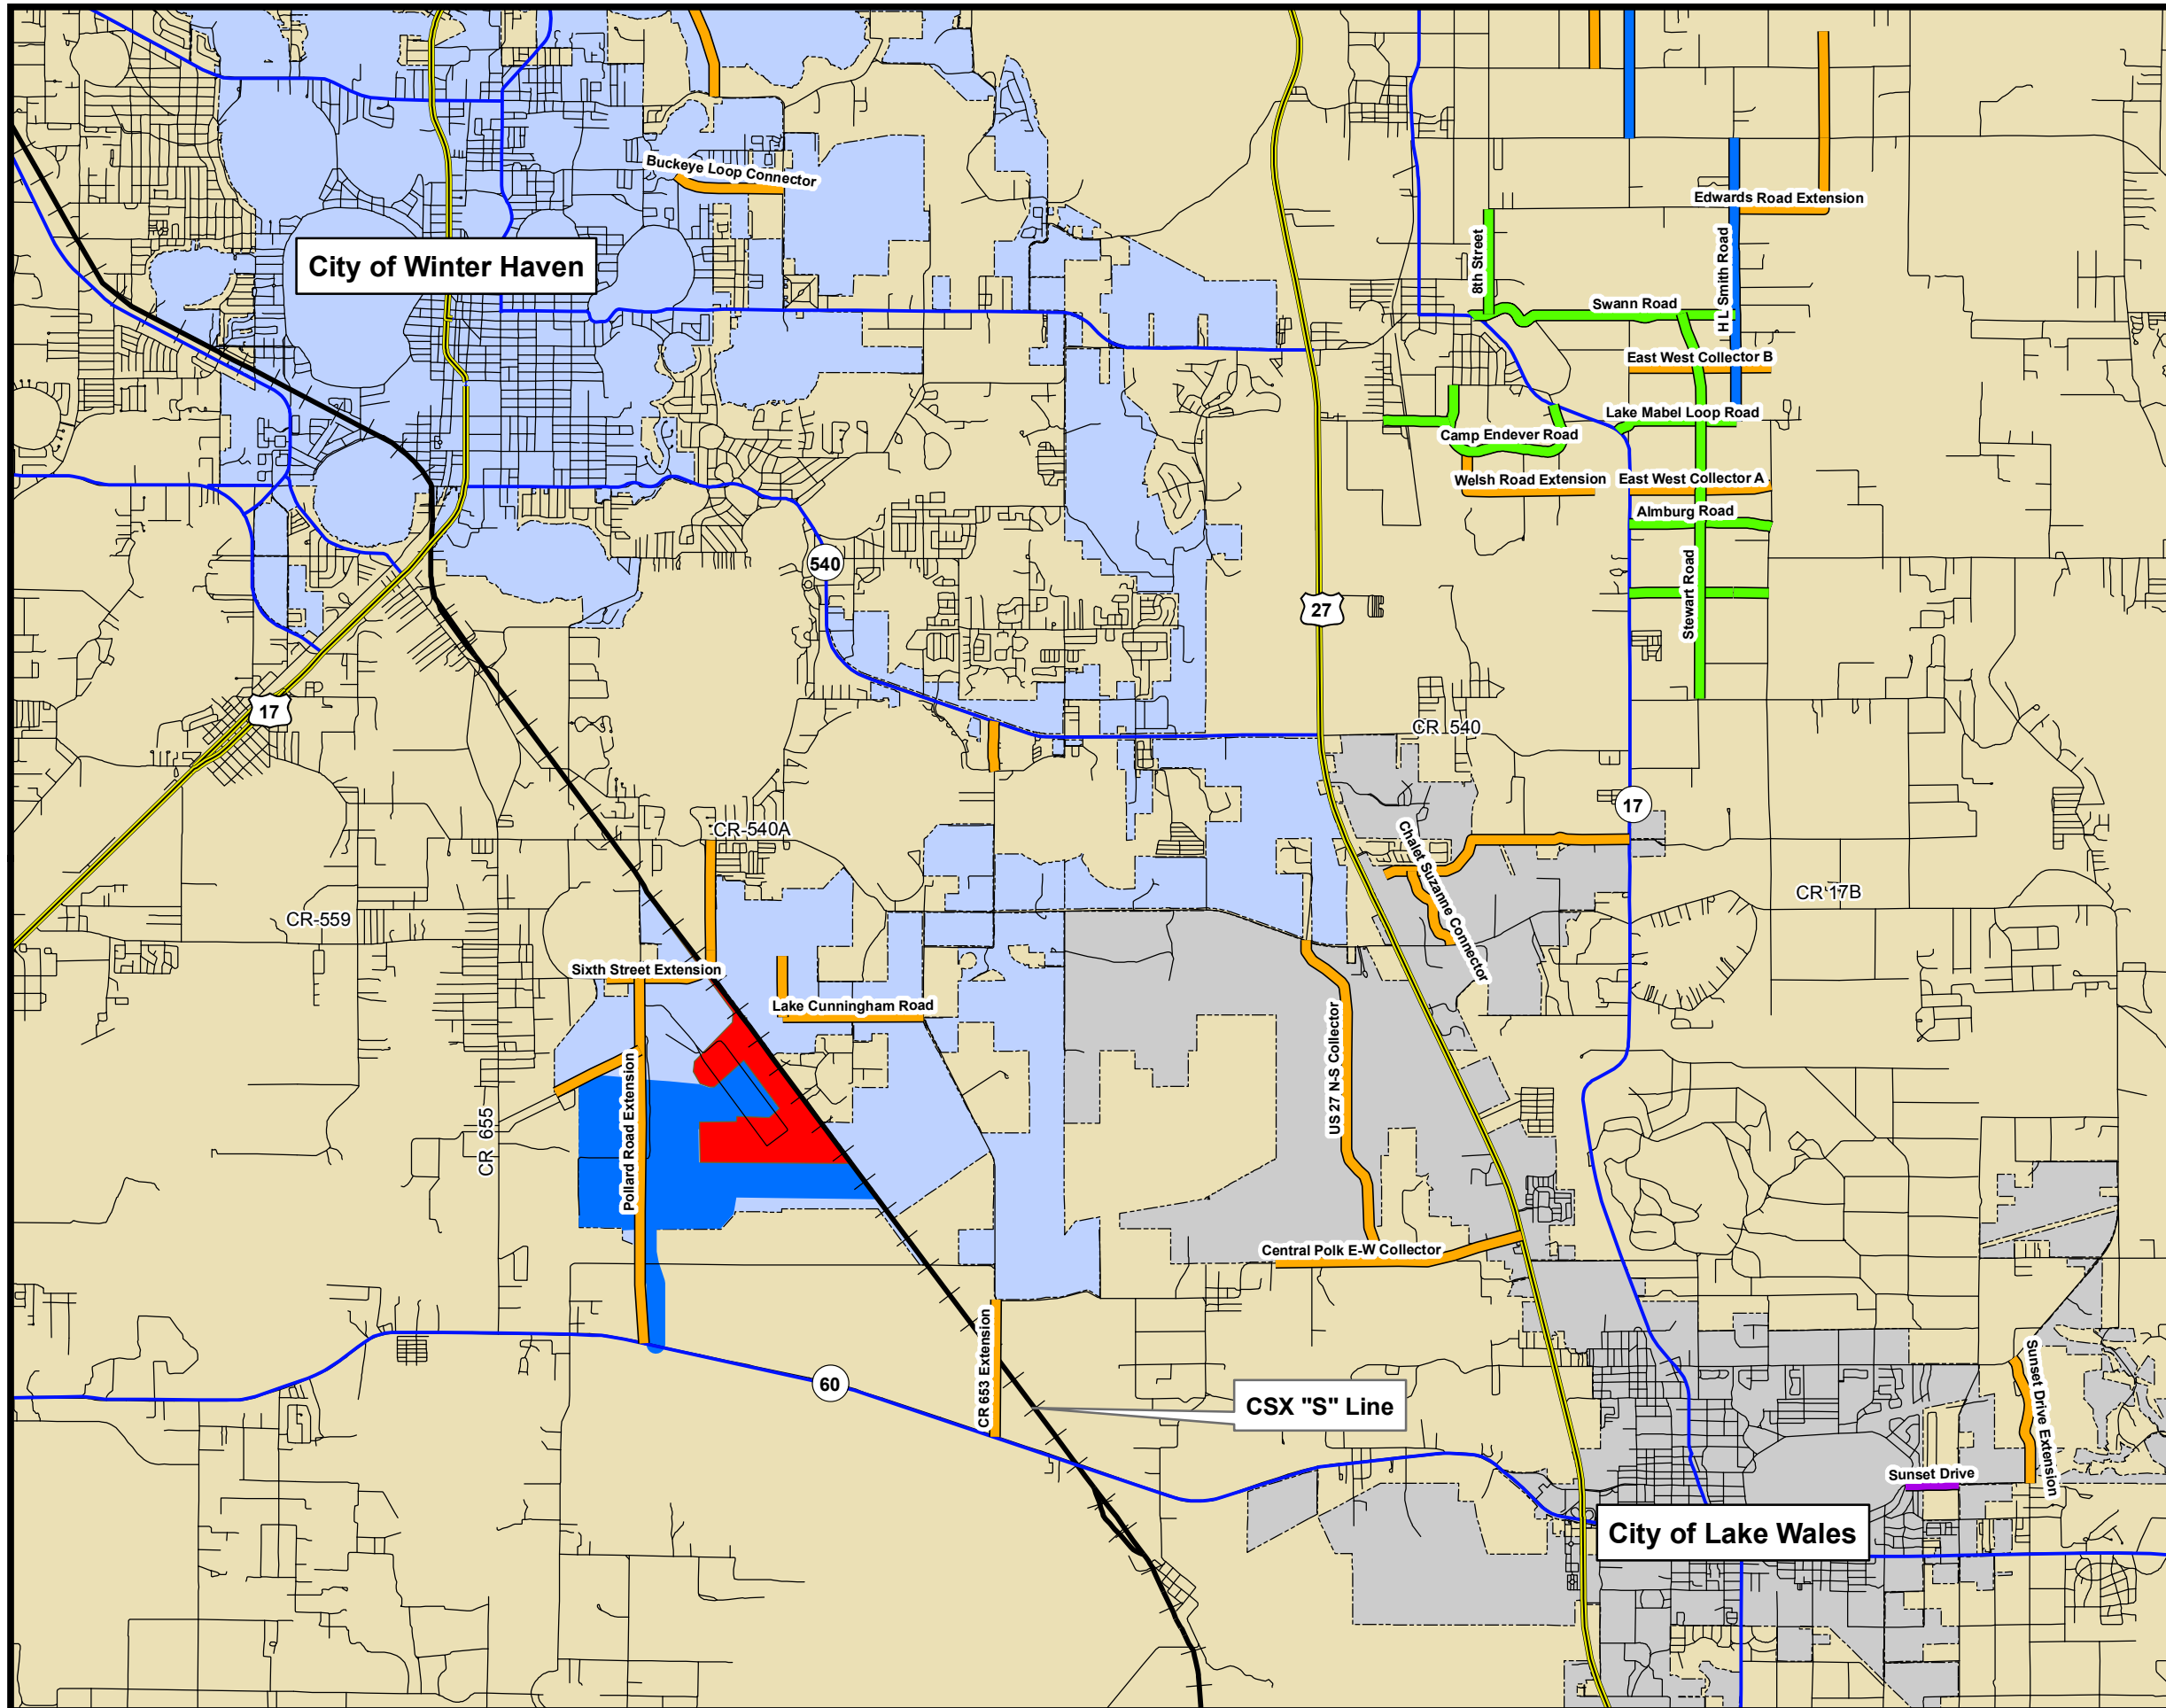 Buckeye Loop Connector
City of Winter Haven
Edwards Road Extension
8th Street
H L Smith Road
Swann Road
East West Collector B
Lake Mabel Loop Road
Camp Endever Road
Welsh Road Extension
East West Collector A
Almburg Road
Stewart Road
540
27
17
CR 540
17
CR-540A
Chalet Suzanne Connector
CR 17B
CR-559
Sixth Street Extension
Lake Cunningham Road
US 27 N-S Collector
Pollard Road Extension
CR 655
Central Polk E-W Collector
CR 653 Extension
60
CSX "S" Line
Sunset Drive Extension
Sunset Drive
City of Lake Wales